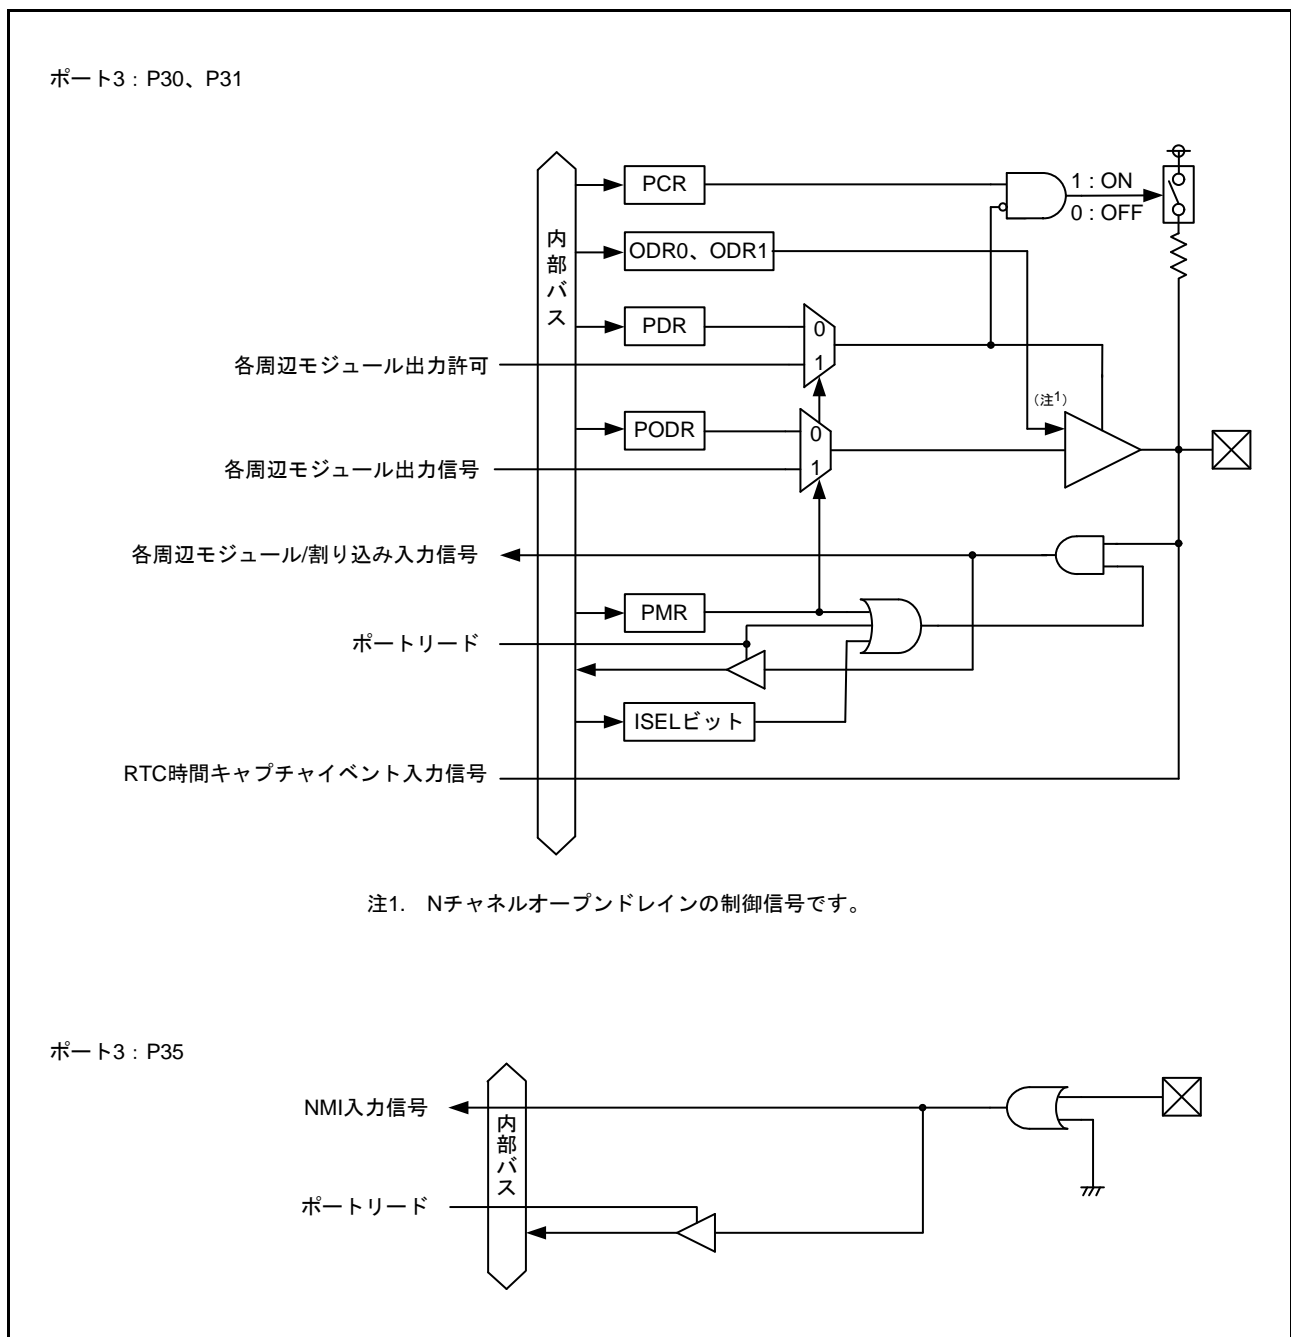 ポート3：P30、P31
PCR
1 : ON
0 : OFF
内部バス
ODR0、ODR1
PDR
0
1
各周辺モジュール出力許可
（注1）
PODR
0
1
各周辺モジュール出力信号
各周辺モジュール/割り込み入力信号
PMR
ポートリード
ISELビット
RTC時間キャプチャイベント入力信号
注1.　Nチャネルオープンドレインの制御信号です。
ポート3：P35
NMI入力信号
内部バス
ポートリード